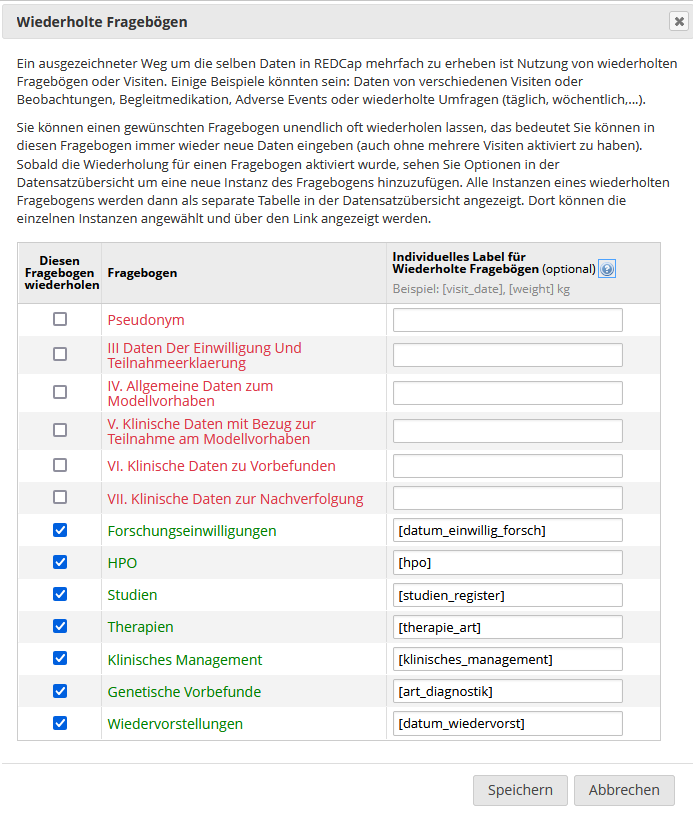 Wiederholte Fragebögen
Ein ausgezeichneter Weg um die selben Daten in REDCap mehrfach zu erheben ist Nutzung von wiederholten
Fragebögen oder Visiten. Einige Beispiele könnten sein: Daten von verschiedenen Visiten oder
Beobachtungen, Begleitmedikation, Adverse Events oder wiederholte Umfragen (täglich, wöchentlich,...).
Sie können einen gewünschten Fragebogen unendlich oft wiederholen lassen, das bedeutet Sie können in
diesen Fragebogen immer wieder neue Daten eingeben (auch ohne mehrere Visiten aktiviert zu haben).
Sobald die Wiederholung für einen Fragebogen aktiviert wurde, sehen Sie Optionen in der
Datensatzübersicht um eine neue Instanz des Fragebogens hinzuzufügen. Alle Instanzen eines wiederholten
Fragebogens werden dann als separate Tabelle in der Datensatzübersicht angezeigt. Dort können die
einzelnen Instanzen angewählt und über den Link angezeigt werden.
Diesen
Fragebogen
wiederholen
Fragebogen
Individuelles Label für
Wiederholte Fragebögen (optional) ?
Beispiel: [visit_date], [weight] kg
Pseudonym
III Daten Der Einwilligung Und
Teilnahmeerklaerung
IV. Allgemeine Daten zum
Modellvorhaben
V. Klinische Daten mit Bezug zur
Teilnahme am Modellvorhaben
VI. Klinische Daten zu Vorbefunden
VII. Klinische Daten zur Nachverfolgung
Forschungseinwilligungen [datum_einwillig_forsch]
HPO [hpo]
Studien [studien_register]
Therapien [therapie_art]
Klinisches Management [klinisches_management]
Genetische Vorbefunde [art_diagnostik]
Wiedervorstellungen [datum_wiedervorst]
Speichern Abbrechen